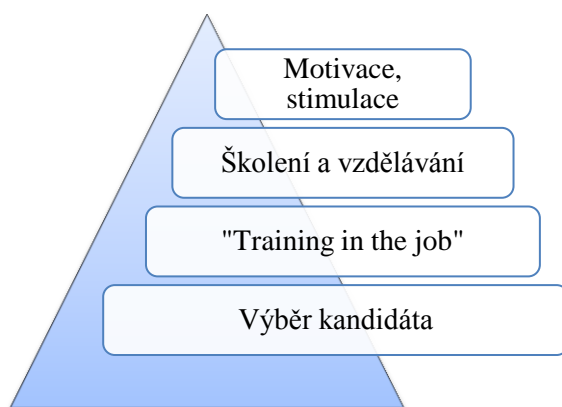 Motivace,
stimulace
Školení a vzdělávání
"Training in the job"
Výběr kandidáta